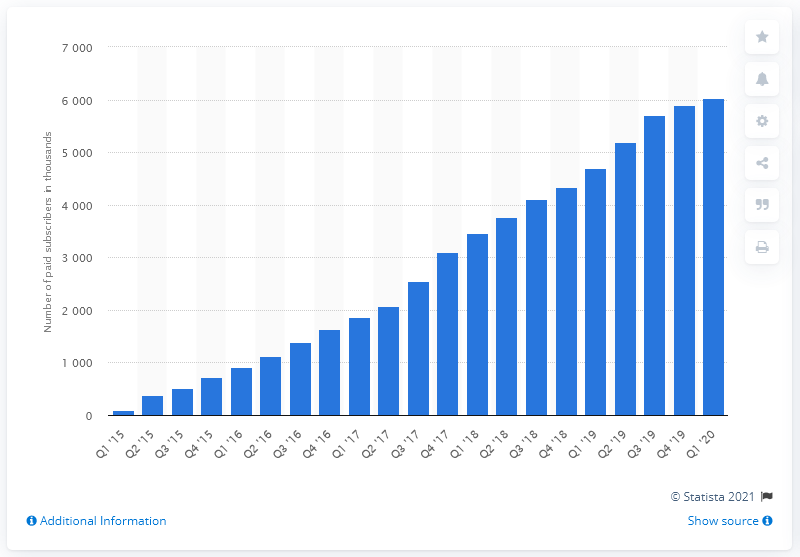 7 000
6 000
5 000
4 000
3 000
2 000
1 000
0
Number of paid subscribers in thousands
Q1 '15
Q2 '15
Q3 '15
Q4 '15
Q1 '16
Q2 '16
Q3 '16
Q4 '16
Q1 '17
Q2 '17
Q3 '17
Q4 '17
Q1 '18
Q2 '18
Q3 '18
Q4 '18
Q1 '19
Q2 '19
Q3 '19
Q4 '19
Q1 '20
© Statista 2021
Additional Information
Show source